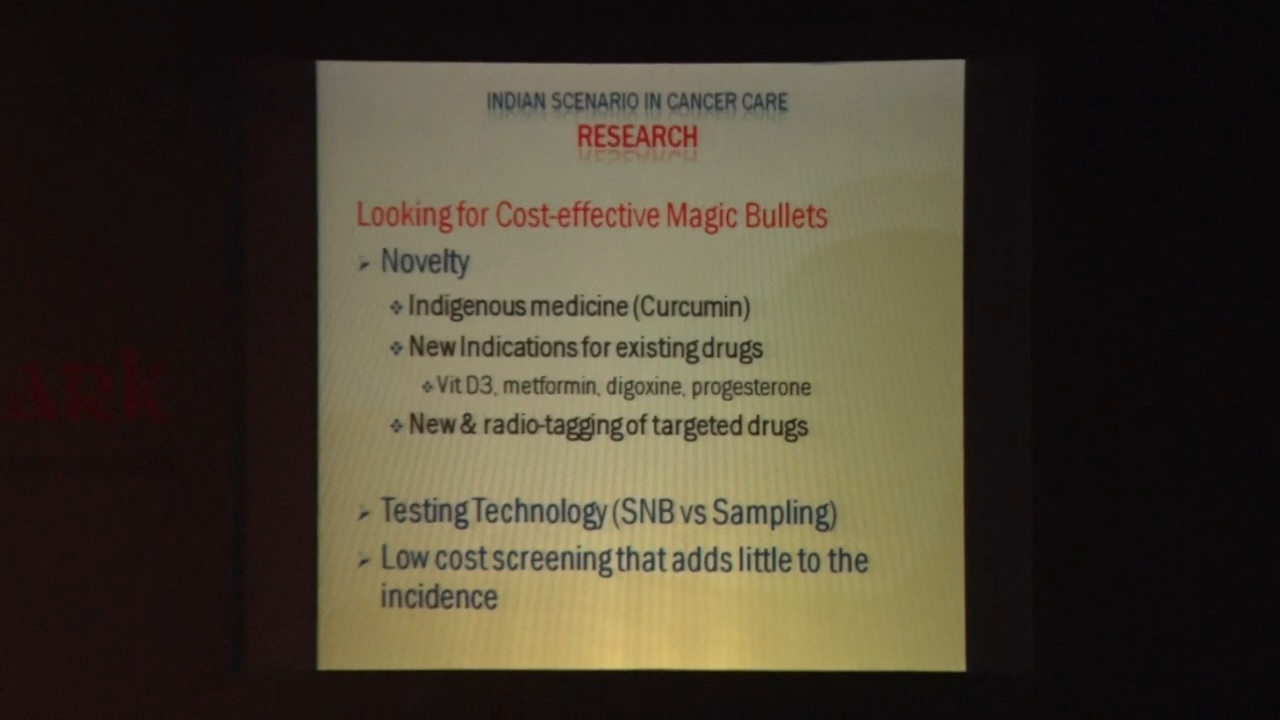 INDIAN SCENARIO IN CANCER CARE
RESEARCH
Looking for Cost-effective Magic Bullets
Novelty
Indigenous medicine (Curcumin)
New Indications for existing drugs
Vit D3, metformin, digoxine, progesterone
New & radio-tagging of targeted drugs
Testing Technology (SNB vs Sampling)
Low cost screening that adds little to the
incidence